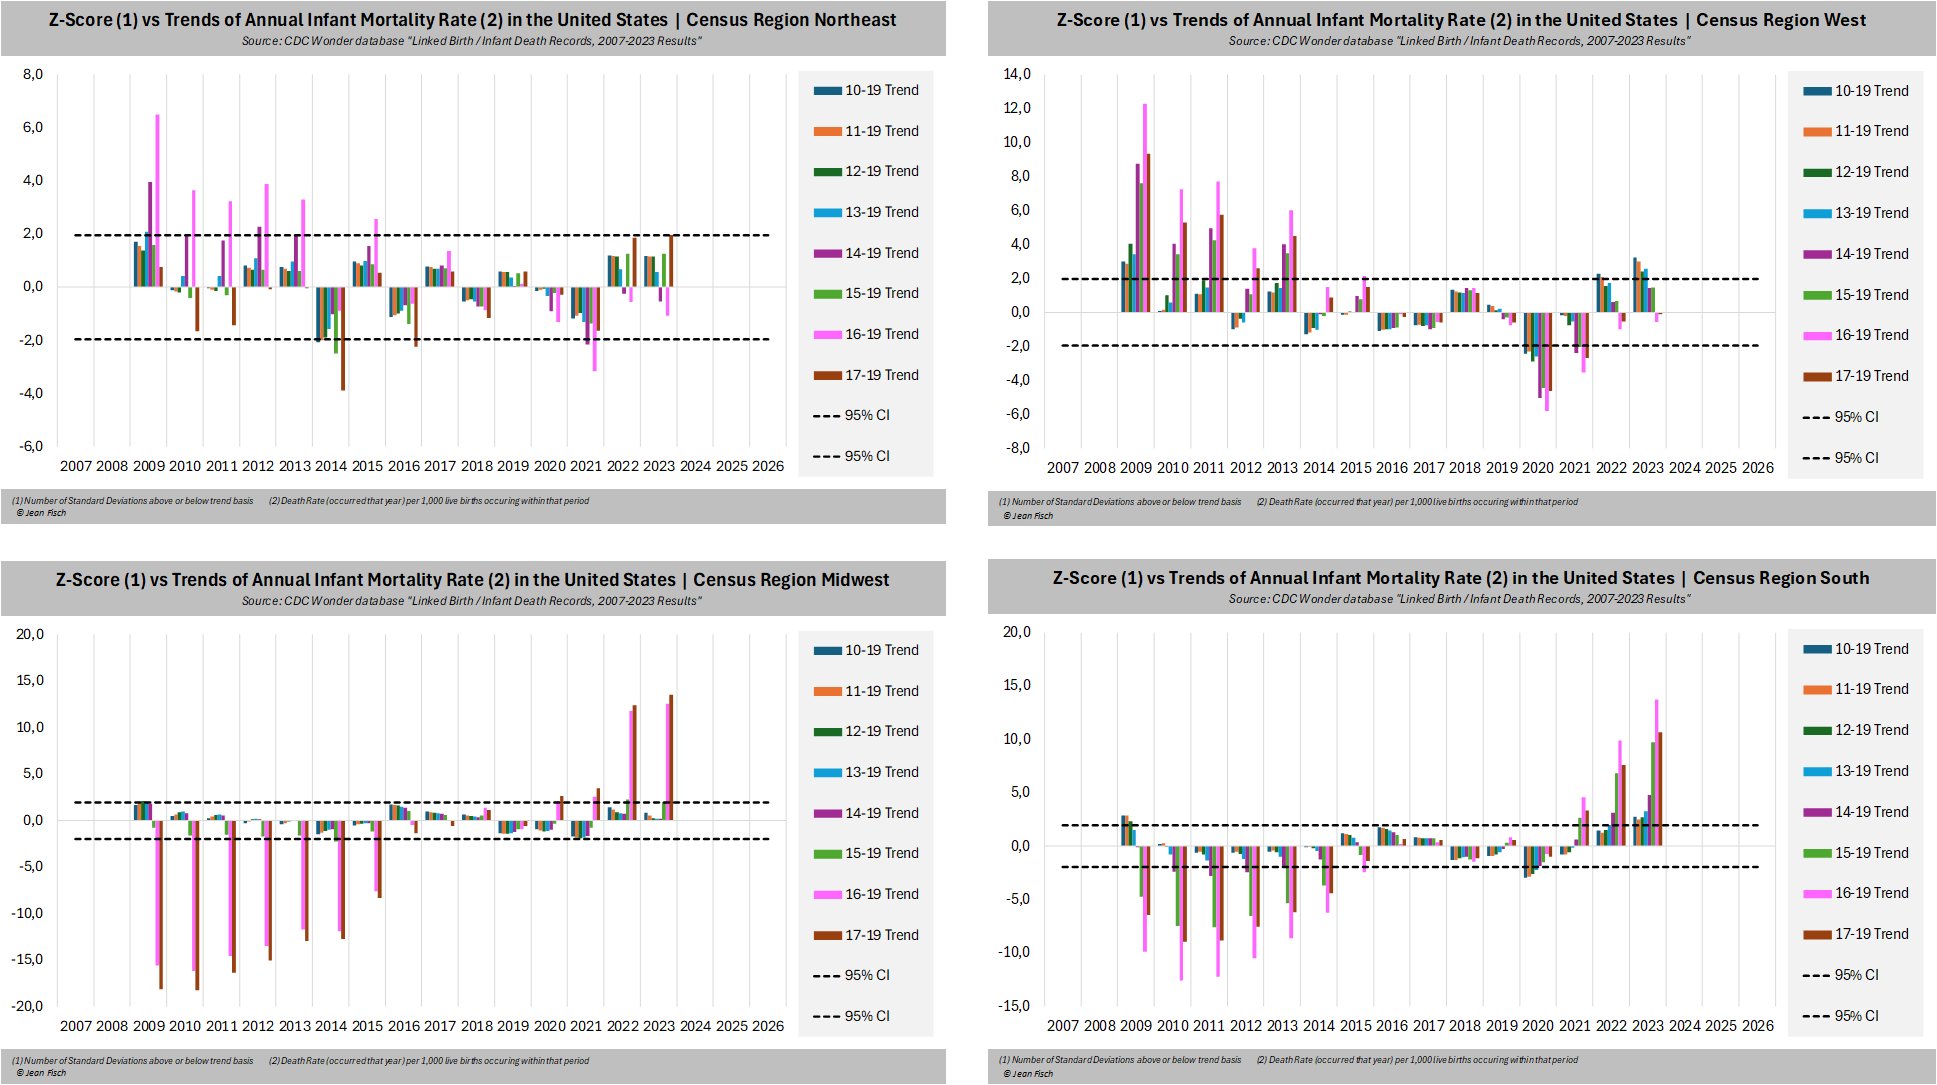 Z-Score (1) vs Trends of Annual Infant Mortality Rate (2) in the United States | Census Region Northeast
Source: CDC Wonder database "Linked Birth / Infant Death Records, 2007-2023 Results"
8,0
6,0
4,0
2,0
0,0
-2,0
-4,0
-6,0
2007 2008 2009 2010 2011 2012 2013 2014 2015 2016 2017 2018 2019 2020 2021 2022 2023 2024 2025 2026
10-19 Trend
11-19 Trend
12-19 Trend
13-19 Trend
14-19 Trend
15-19 Trend
16-19 Trend
17-19 Trend
95% CI
95% CI
(1) Number of Standard Deviations above or below trend basis (2) Death Rate (occurred that year) per 1,000 live births occuring within that period
© Jean Fisch
Z-Score (1) vs Trends of Annual Infant Mortality Rate (2) in the United States | Census Region West
Source: CDC Wonder database "Linked Birth / Infant Death Records, 2007-2023 Results"
14,0
12,0
10,0
8,0
6,0
4,0
2,0
0,0
-2,0
-4,0
-6,0
-8,0
2007 2008 2009 2010 2011 2012 2013 2014 2015 2016 2017 2018 2019 2020 2021 2022 2023 2024 2025 2026
10-19 Trend
11-19 Trend
12-19 Trend
13-19 Trend
14-19 Trend
15-19 Trend
16-19 Trend
17-19 Trend
95% CI
95% CI
(1) Number of Standard Deviations above or below trend basis (2) Death Rate (occurred that year) per 1,000 live births occuring within that period
© Jean Fisch
Z-Score (1) vs Trends of Annual Infant Mortality Rate (2) in the United States | Census Region Midwest
Source: CDC Wonder database "Linked Birth / Infant Death Records, 2007-2023 Results"
20,0
15,0
10,0
5,0
0,0
-5,0
-10,0
-15,0
-20,0
2007 2008 2009 2010 2011 2012 2013 2014 2015 2016 2017 2018 2019 2020 2021 2022 2023 2024 2025 2026
10-19 Trend
11-19 Trend
12-19 Trend
13-19 Trend
14-19 Trend
15-19 Trend
16-19 Trend
17-19 Trend
95% CI
95% CI
(1) Number of Standard Deviations above or below trend basis (2) Death Rate (occurred that year) per 1,000 live births occuring within that period
© Jean Fisch
Z-Score (1) vs Trends of Annual Infant Mortality Rate (2) in the United States | Census Region South
Source: CDC Wonder database "Linked Birth / Infant Death Records, 2007-2023 Results"
20,0
15,0
10,0
5,0
0,0
-5,0
-10,0
-15,0
2007 2008 2009 2010 2011 2012 2013 2014 2015 2016 2017 2018 2019 2020 2021 2022 2023 2024 2025 2026
10-19 Trend
11-19 Trend
12-19 Trend
13-19 Trend
14-19 Trend
15-19 Trend
16-19 Trend
17-19 Trend
95% CI
95% CI
(1) Number of Standard Deviations above or below trend basis (2) Death Rate (occurred that year) per 1,000 live births occuring within that period
© Jean Fisch